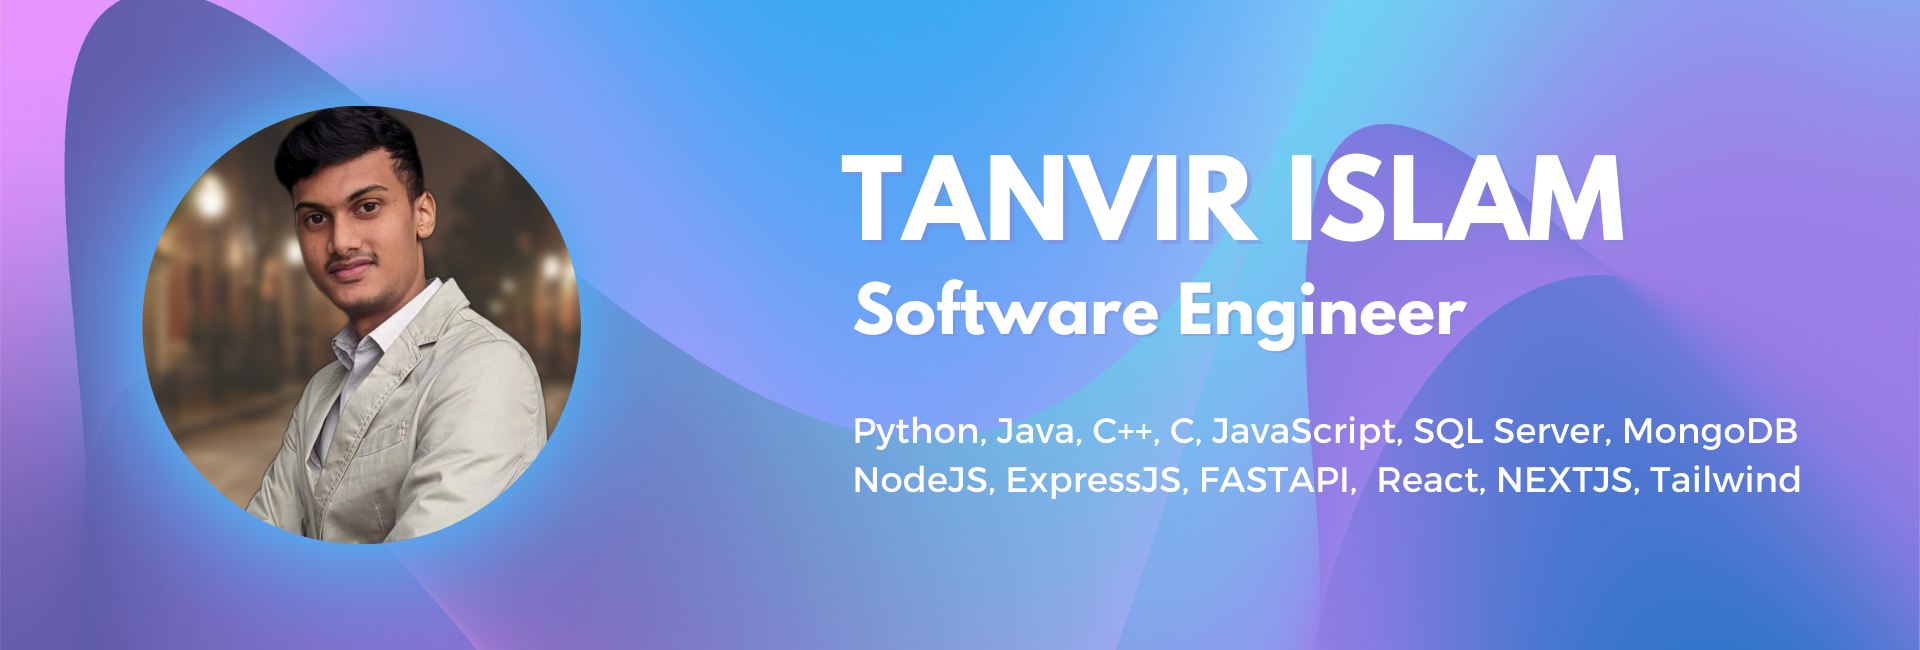 TANVIR ISLAM
Software Engineer
Python, Java, C++, C, JavaScript, SQL Server, MongoDB
NodeJS, ExpressJS, FASTAPI, React, NEXTJS, Tailwind